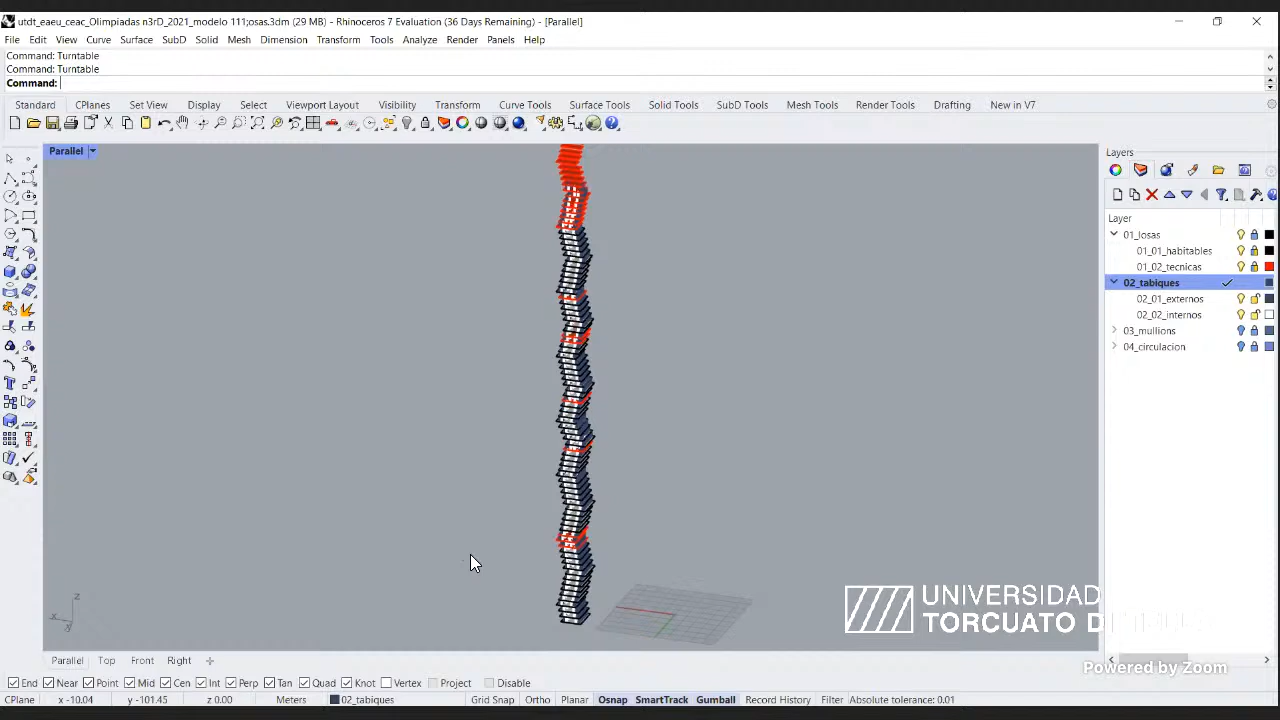 utdt_eaeu_ceac_Olimpiadas n3rD_2021_modelo 111;osas.3dm (29 MB) - Rhinoceros 7 Evaluation (36 Days Remaining) - [Parallel]
File Edit View Curve Surface SubD Solid Mesh Dimension Transform Tools Analyze Render Panels Help
Command: Turntable
Command: Turntable
Command:
Standard CPlanes Set View Display Select Viewport Layout Visibility Transform Curve Tools Surface Tools Solid Tools SubD Tools Mesh Tools Render Tools Drafting New in V7
Parallel
Layers
Layer
01_losas
01_01_habitables
01_02_tecnicas
02_tabiques
02_01_externos
02_02_internos
03_mullions
04_circulacion
z
x
y
UNIVERSIDAD
TORCUATO DI TELLA
Powered by Zoom
Parallel Top Front Right
End Near Point Mid Cen Int Perp Tan Quad Knot Vertex Project Disable
CPlane x -10.04 y -101.45 z 0.00 Meters 02_tabiques Grid Snap Ortho Planar Osnap SmartTrack Gumball Record History Filter Absolute tolerance: 0.01